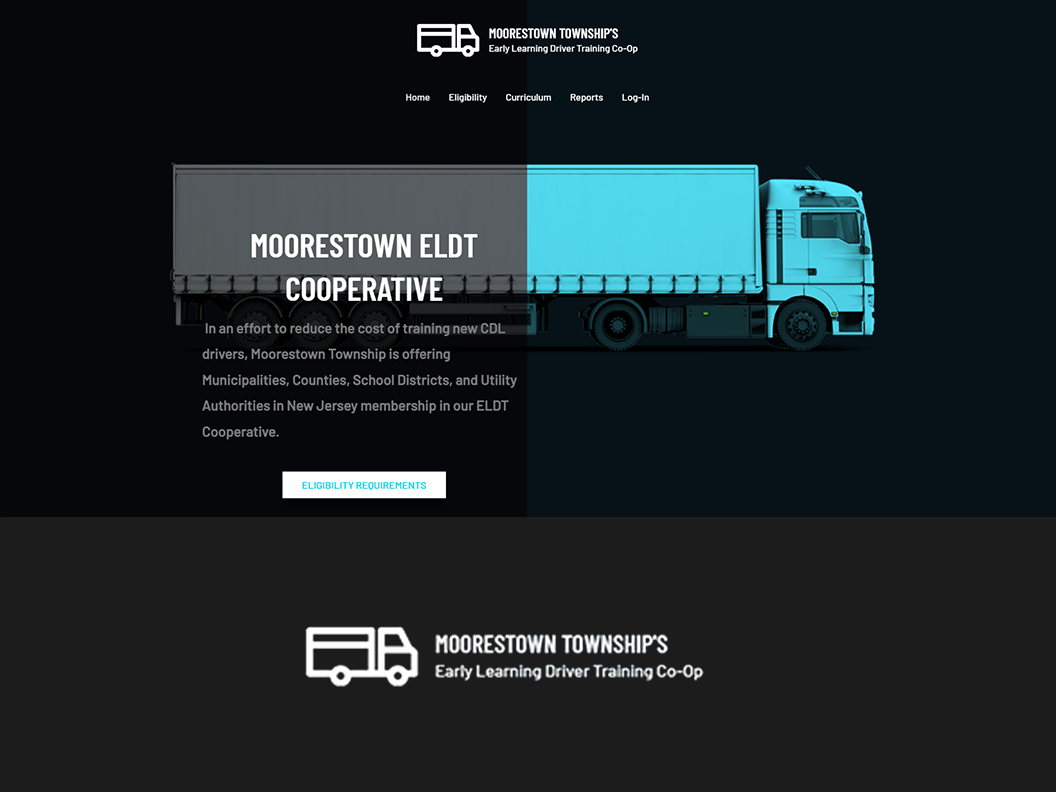 MOORESTOWN TOWNSHIP'S
Early Learning Driver Training Co-Op
Home Eligibility Curriculum Reports Log-In
MOORESTOWN ELDT
COOPERATIVE
In an effort to reduce the cost of training new CDL
drivers, Moorestown Township is offering
Municipalities, Counties, School Districts, and Utility
Authorities in New Jersey membership in our ELDT
Cooperative.
ELIGIBILITY REQUIREMENTS
MOORESTOWN TOWNSHIP'S
Early Learning Driver Training Co-Op